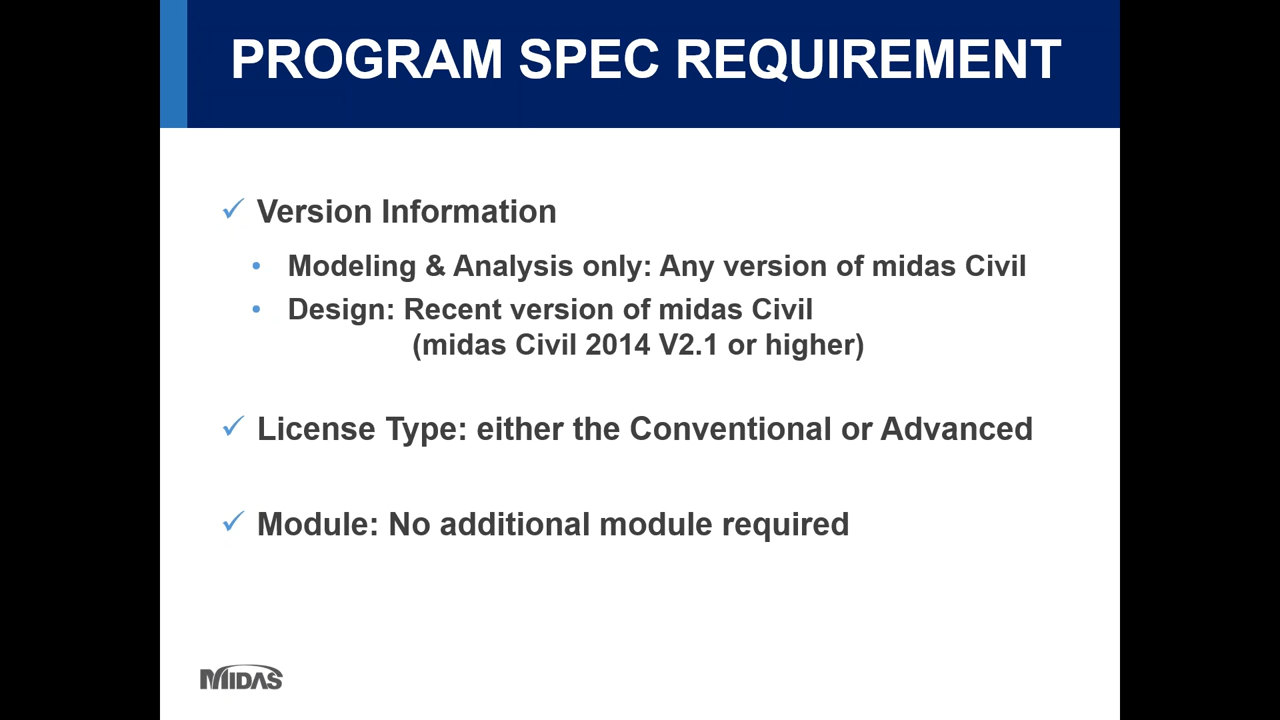 PROGRAM SPEC REQUIREMENT
✓ Version Information
• Modeling & Analysis only: Any version of midas Civil
• Design: Recent version of midas Civil
(midas Civil 2014 V2.1 or higher)
✓ License Type: either the Conventional or Advanced
✓ Module: No additional module required
MIDAS